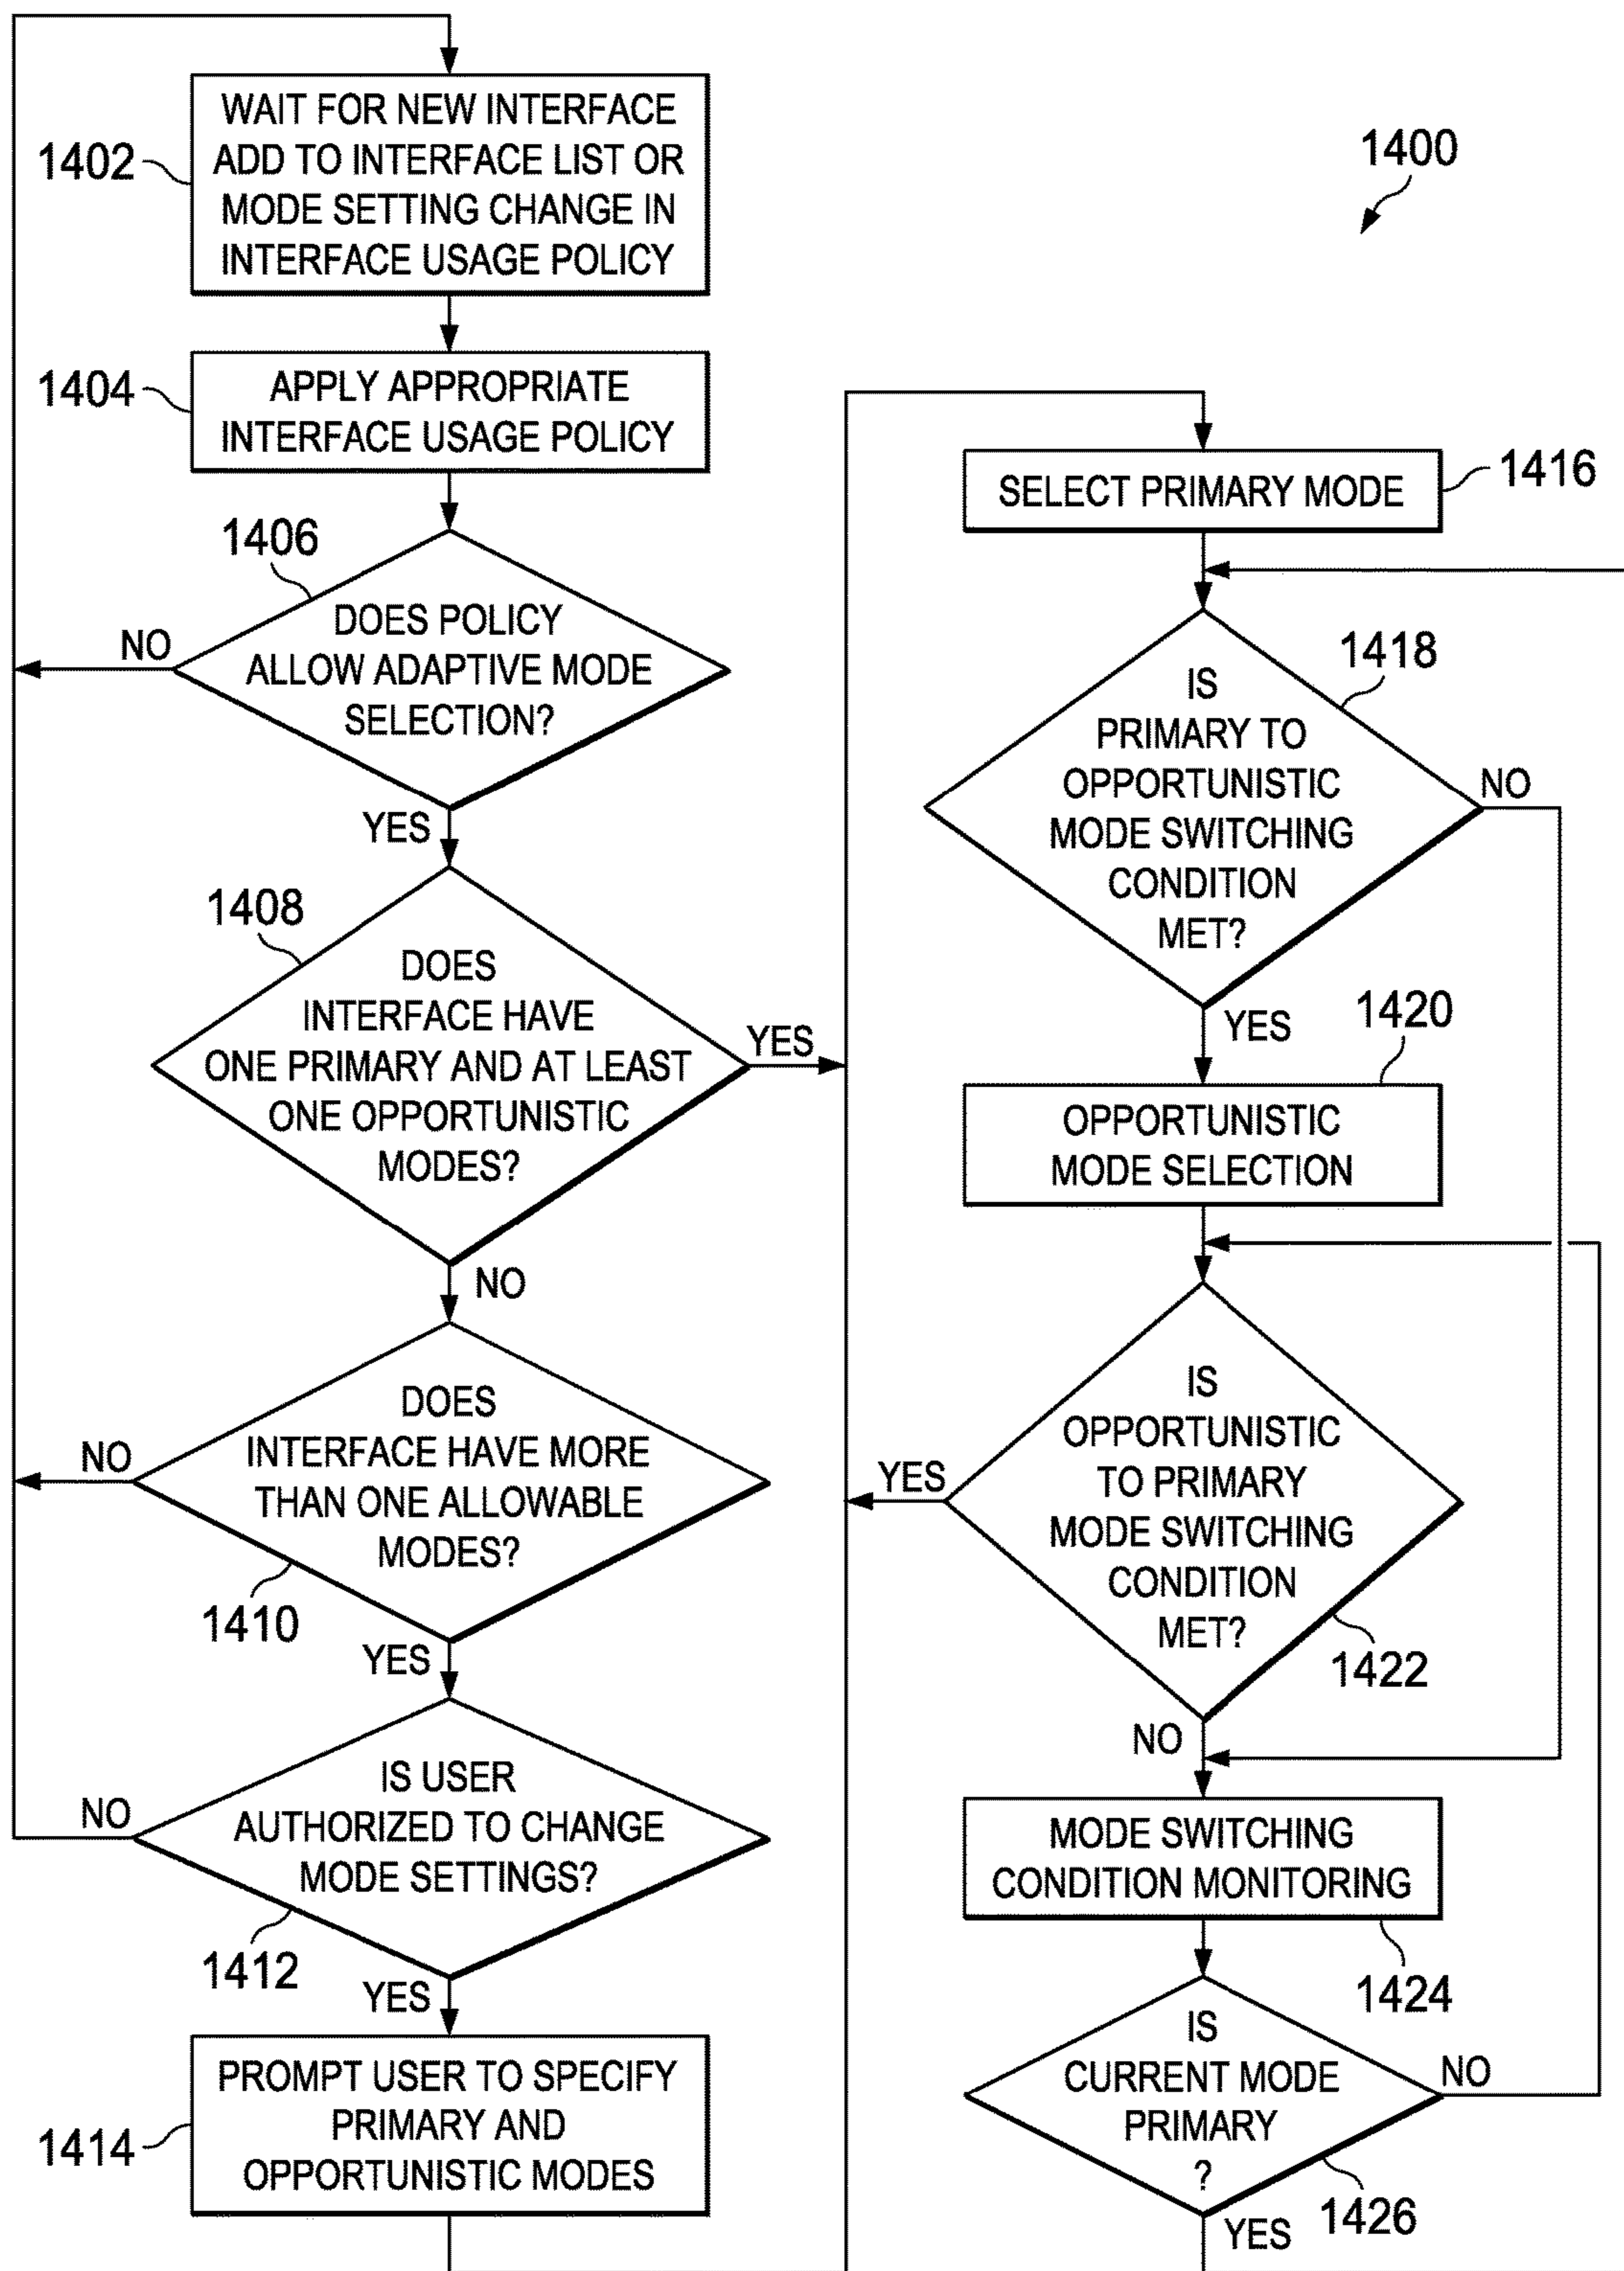 1400
1402
WAIT FOR NEW INTERFACE
ADD TO INTERFACE LIST OR
MODE SETTING CHANGE IN
INTERFACE USAGE POLICY
1404
APPLY APPROPRIATE
INTERFACE USAGE POLICY
1406
DOES POLICY
ALLOW ADAPTIVE MODE
SELECTION?
NO
YES
1408
DOES
INTERFACE HAVE
ONE PRIMARY AND AT LEAST
ONE OPPORTUNISTIC
MODES?
YES
NO
DOES
INTERFACE HAVE MORE
THAN ONE ALLOWABLE
MODES?
NO
1410
YES
IS USER
AUTHORIZED TO CHANGE
MODE SETTINGS?
NO
1412
YES
1414
PROMPT USER TO SPECIFY
PRIMARY AND
OPPORTUNISTIC MODES
SELECT PRIMARY MODE
1416
1418
IS
PRIMARY TO
OPPORTUNISTIC
MODE SWITCHING
CONDITION
MET?
NO
YES
1420
OPPORTUNISTIC
MODE SELECTION
IS
OPPORTUNISTIC
TO PRIMARY
MODE SWITCHING
CONDITION
MET?
YES
1422
NO
MODE SWITCHING
CONDITION MONITORING
1424
IS
CURRENT MODE
PRIMARY
?
NO
1426
YES